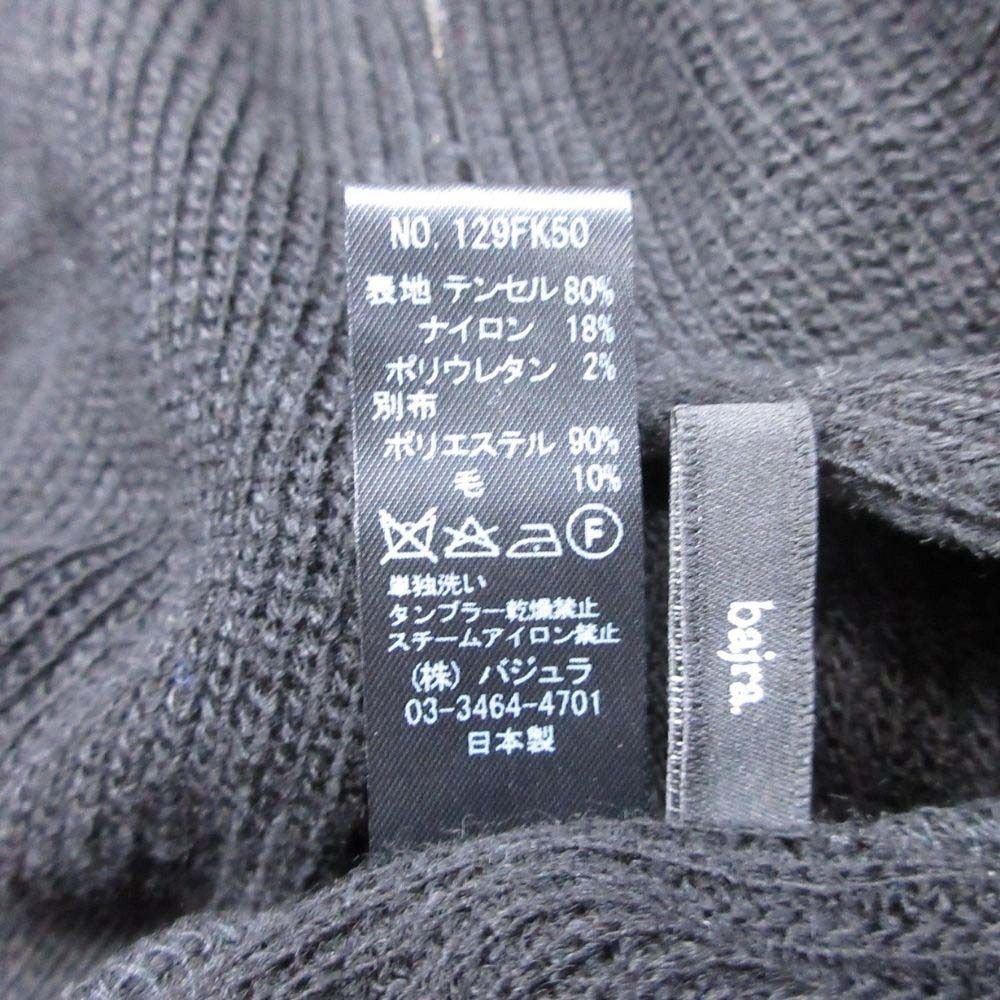 NO. 129FK50
表地 テンセル 80%
ナイロン 18%
ポリウレタン 2%
別布
ポリエステル 90%
毛 10%
F
単独洗い
タンブラー乾燥禁止
スチームアイロン禁止
(株) バジュラ
03-3464-4701
日本製
bajra.